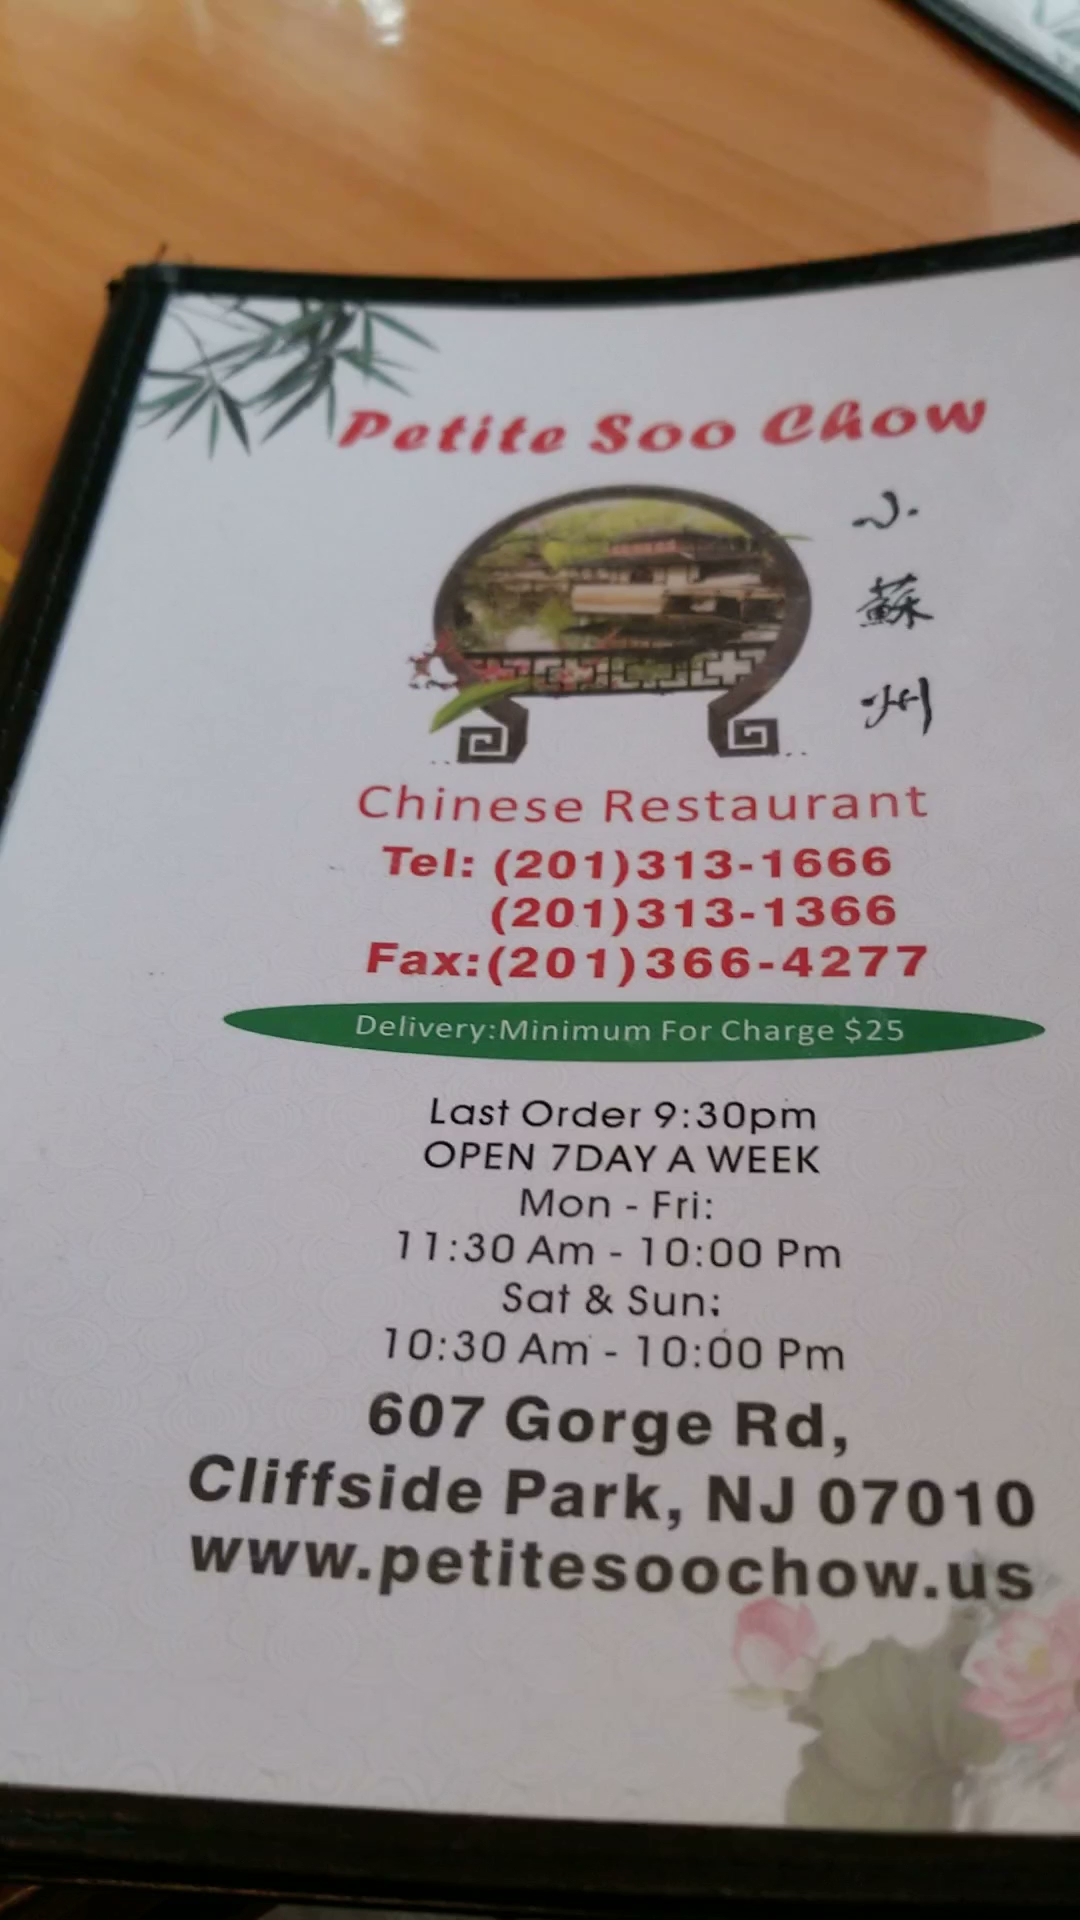 Petite Soo Chow
小
蘇
州
Chinese Restaurant
Tel: (201)313-1666
(201)313-1366
Fax:(201)366-4277
Delivery:Minimum For Charge $25
Last Order 9:30pm
OPEN 7DAY A WEEK
Mon - Fri:
11:30 Am - 10:00 Pm
Sat & Sun:
10:30 Am - 10:00 Pm
607 Gorge Rd,
Cliffside Park, NJ 07010
www.petitesoochow.us